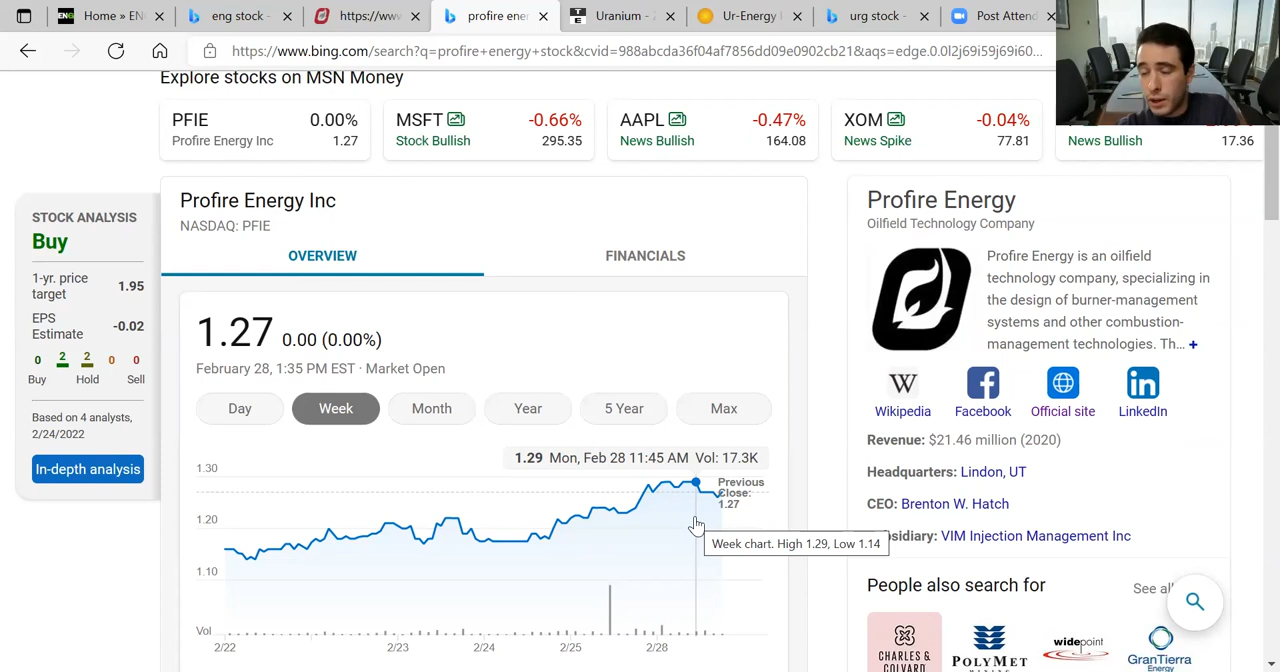 Home » EN
eng stock -
https://www
profire ener
Uranium -
Ur-Energy
urg stock -
Post Attend
https://www.bing.com/search?q=profire+energy+stock&cvid=988abcda36f04af7856dd09e0902cb21&aqs=edge.0.0l2j69i59j69i60...
Explore stocks on MSN Money
PFIE 0.00%
Profire Energy Inc 1.27
MSFT -0.66%
Stock Bullish 295.35
AAPL -0.47%
News Bullish 164.08
XOM -0.04%
News Spike 77.81
News Bullish 17.36
STOCK ANALYSIS
Buy
1-yr. price
target 1.95
EPS
Estimate -0.02
0 2 2 0 0
Buy Hold Sell
Based on 4 analysts,
2/24/2022
In-depth analysis
Profire Energy Inc
NASDAQ: PFIE
OVERVIEW FINANCIALS
1.27 0.00 (0.00%)
February 28, 1:35 PM EST · Market Open
Day Week Month Year 5 Year Max
1.29 Mon, Feb 28 11:45 AM Vol: 17.3K
1.30
1.20
1.10
Vol
Previous
Close:
1.27
Week chart. High 1.29, Low 1.14
2/22 2/23 2/24 2/25 2/28
Profire Energy
Oilfield Technology Company
Profire Energy is an oilfield
technology company, specializing in
the design of burner-management
systems and other combustion-
management technologies. Th... +
W
Wikipedia Facebook Official site LinkedIn
Revenue: $21.46 million (2020)
Headquarters: Lindon, UT
CEO: Brenton W. Hatch
sidiary: VIM Injection Management Inc
People also search for See al
CHARLES &
COLVARD
POLYMET
widepoint
GranTierra
Energy